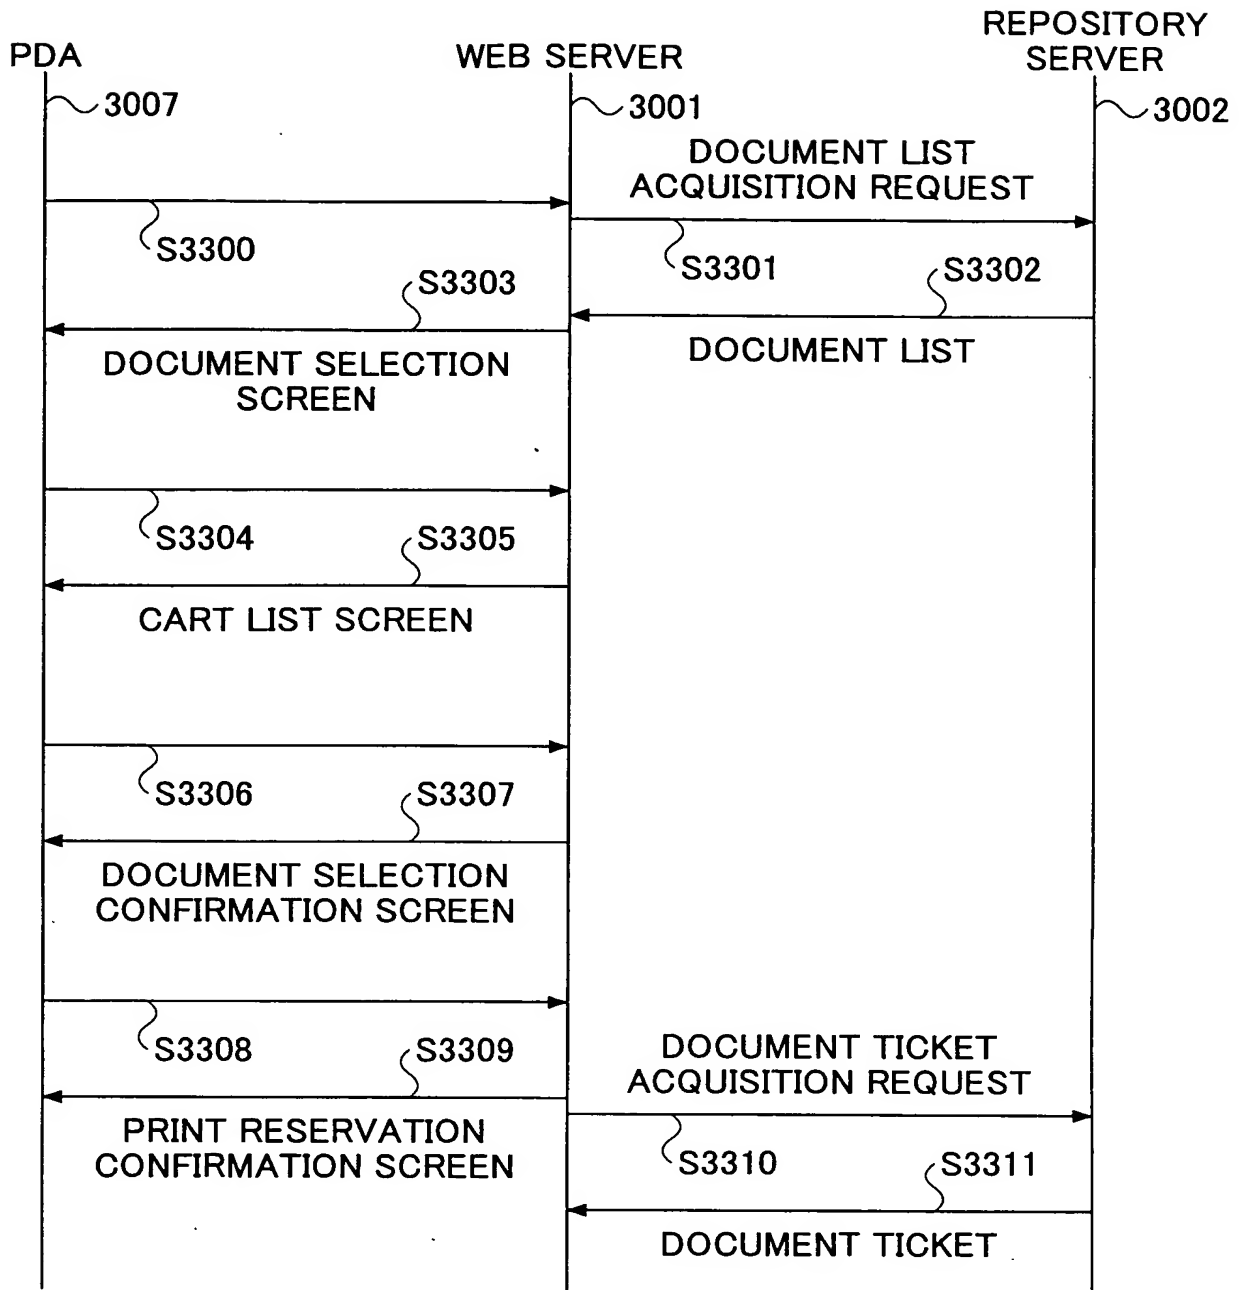 PDA
WEB SERVER
REPOSITORY
SERVER
3007
3001
3002
DOCUMENT LIST
ACQUISITION REQUEST
S3300
S3301
S3302
S3303
DOCUMENT LIST
DOCUMENT SELECTION
SCREEN
S3304
S3305
CART LIST SCREEN
S3306
S3307
DOCUMENT SELECTION
CONFIRMATION SCREEN
S3308
S3309
DOCUMENT TICKET
ACQUISITION REQUEST
PRINT RESERVATION
CONFIRMATION SCREEN
S3310
S3311
DOCUMENT TICKET